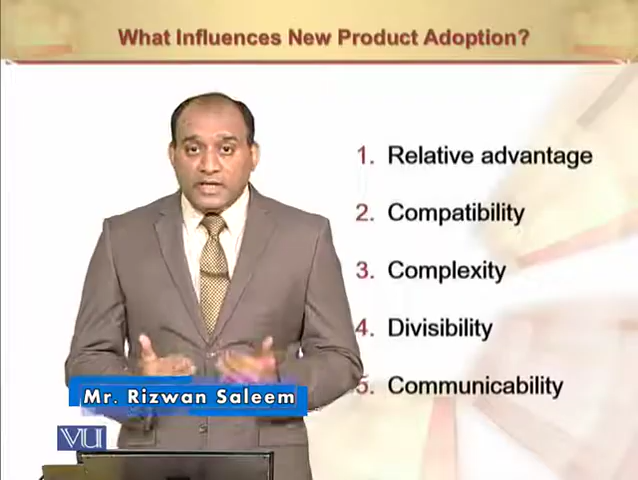 What Influences New Product Adoption?
1. Relative advantage
2. Compatibility
3. Complexity
4. Divisibility
5. Communicability
Mr. Rizwan Saleem
VU